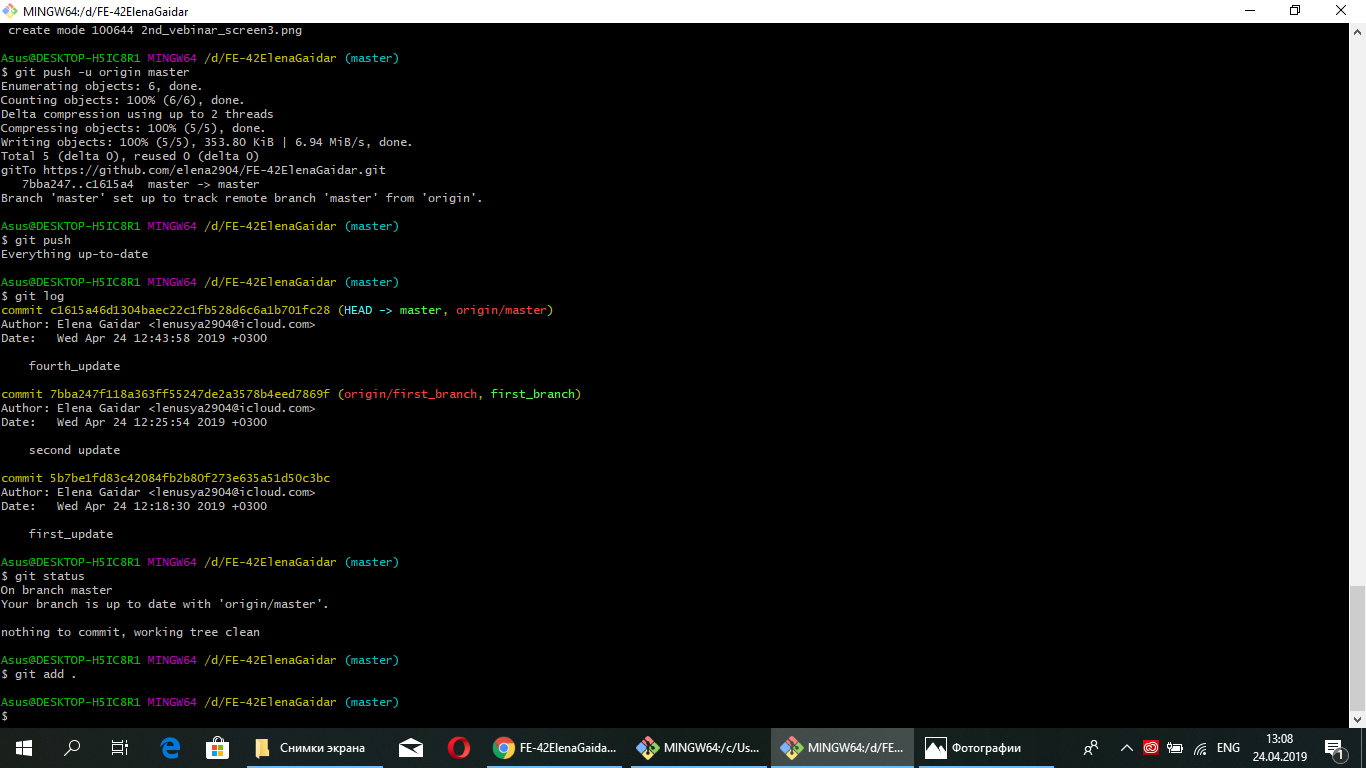 MINGW64:/d/FE-42ElenaGaidar
create mode 100644 2nd_vebinar_screen3.png
Asus@DESKTOP-H5IC8R1 MINGW64 /d/FE-42ElenaGaidar (master)
$ git push -u origin master
Enumerating objects: 6, done.
Counting objects: 100% (6/6), done.
Delta compression using up to 2 threads
Compressing objects: 100% (5/5), done.
Writing objects: 100% (5/5), 353.80 KiB | 6.94 MiB/s, done.
Total 5 (delta 0), reused 0 (delta 0)
gitTo https://github.com/elena2904/FE-42ElenaGaidar.git
7bba247..c1615a4  master -> master
Branch 'master' set up to track remote branch 'master' from 'origin'.
Asus@DESKTOP-H5IC8R1 MINGW64 /d/FE-42ElenaGaidar (master)
$ git push
Everything up-to-date
Asus@DESKTOP-H5IC8R1 MINGW64 /d/FE-42ElenaGaidar (master)
$ git log
commit c1615a46d1304baec22c1fb528d6c6a1b701fc28 (HEAD -> master, origin/master)
Author: Elena Gaidar <lenusya2904@icloud.com>
Date:   Wed Apr 24 12:43:58 2019 +0300
fourth_update
commit 7bba247f118a363ff55247de2a3578b4eed7869f (origin/first_branch, first_branch)
Author: Elena Gaidar <lenusya2904@icloud.com>
Date:   Wed Apr 24 12:25:54 2019 +0300
second update
commit 5b7be1fd83c42084fb2b80f273e635a51d50c3bc
Author: Elena Gaidar <lenusya2904@icloud.com>
Date:   Wed Apr 24 12:18:30 2019 +0300
first_update
Asus@DESKTOP-H5IC8R1 MINGW64 /d/FE-42ElenaGaidar (master)
$ git status
On branch master
Your branch is up to date with 'origin/master'.
nothing to commit, working tree clean
Asus@DESKTOP-H5IC8R1 MINGW64 /d/FE-42ElenaGaidar (master)
$ git add .
Asus@DESKTOP-H5IC8R1 MINGW64 /d/FE-42ElenaGaidar (master)
$
Снимки экрана
FE-42ElenaGaida...
MINGW64:/c/Us...
MINGW64:/d/FE...
Фотографии
ENG
13:08
24.04.2019
1